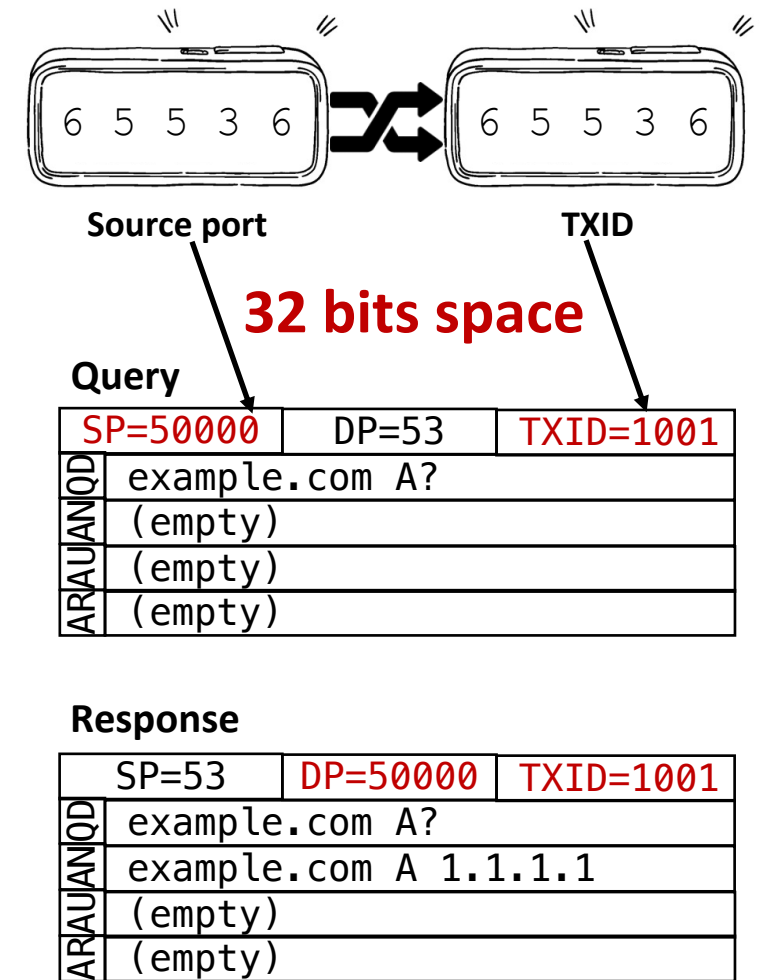 6 5 5 3 6 6 5 5 3 6
Source port TXID
32 bits space
Query
SP=50000 DP=53 TXID=1001
QD example.com A?
AN (empty)
AU (empty)
AR (empty)
Response
SP=53 DP=50000 TXID=1001
QD example.com A?
AN example.com A 1.1.1.1
AU (empty)
AR (empty)